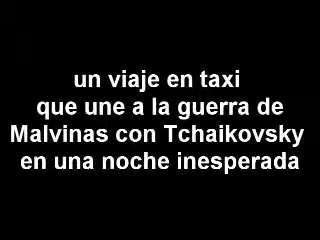 un viaje en taxi
que une a la guerra de
Malvinas con Tchaikovsky
en una noche inesperada